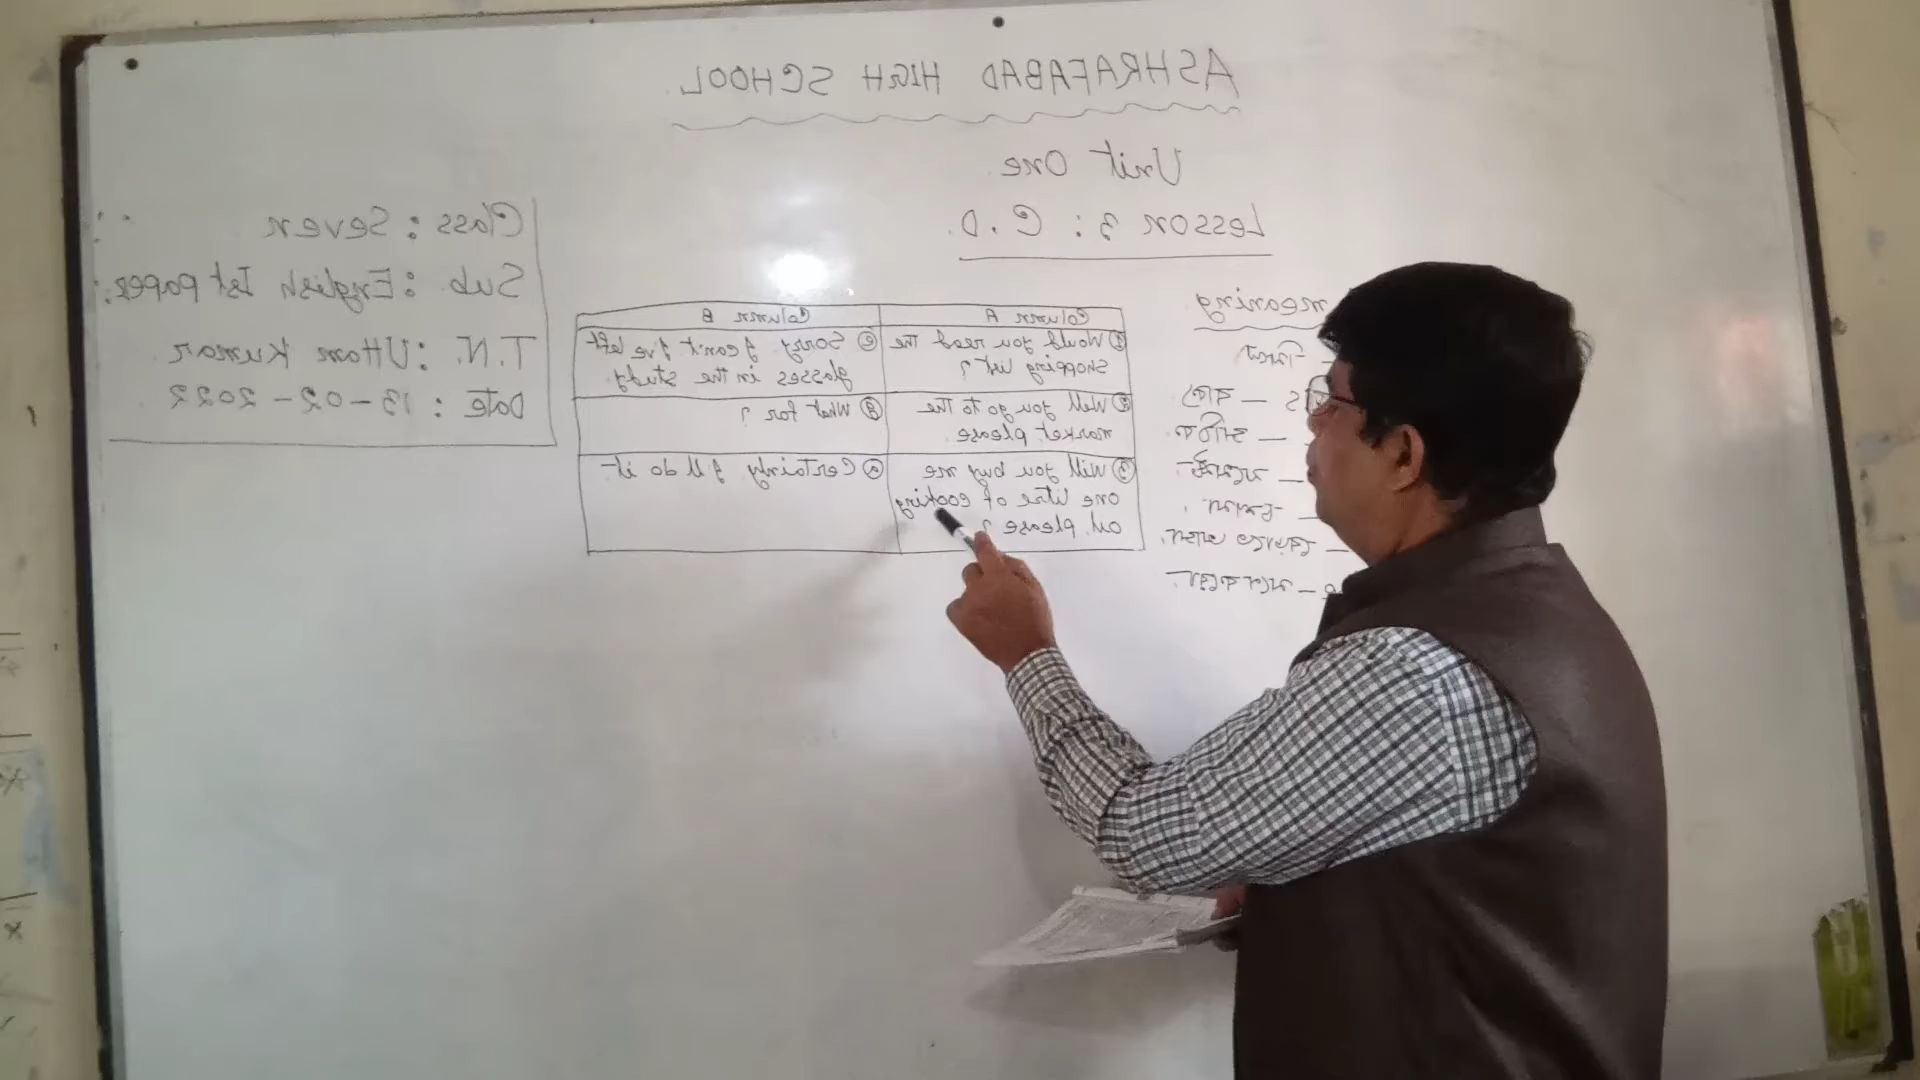 ASHRAFABAD HIGH SCHOOL.
Unit One
Lesson 3: C.D.
Class: Seven
Sub: English Ist paper
T.N.: Uttam Kumar
Date: 13-02-2022
meaning
Column A
Column B
① Would you read the
shopping list?
ⓒ Sorry I can't I've left
glasses in the study.
② Well you go to the
market please
What for?
③ Will you buy me
one litre of cooking
oil, please?
ⓐ Certainly I'll do it